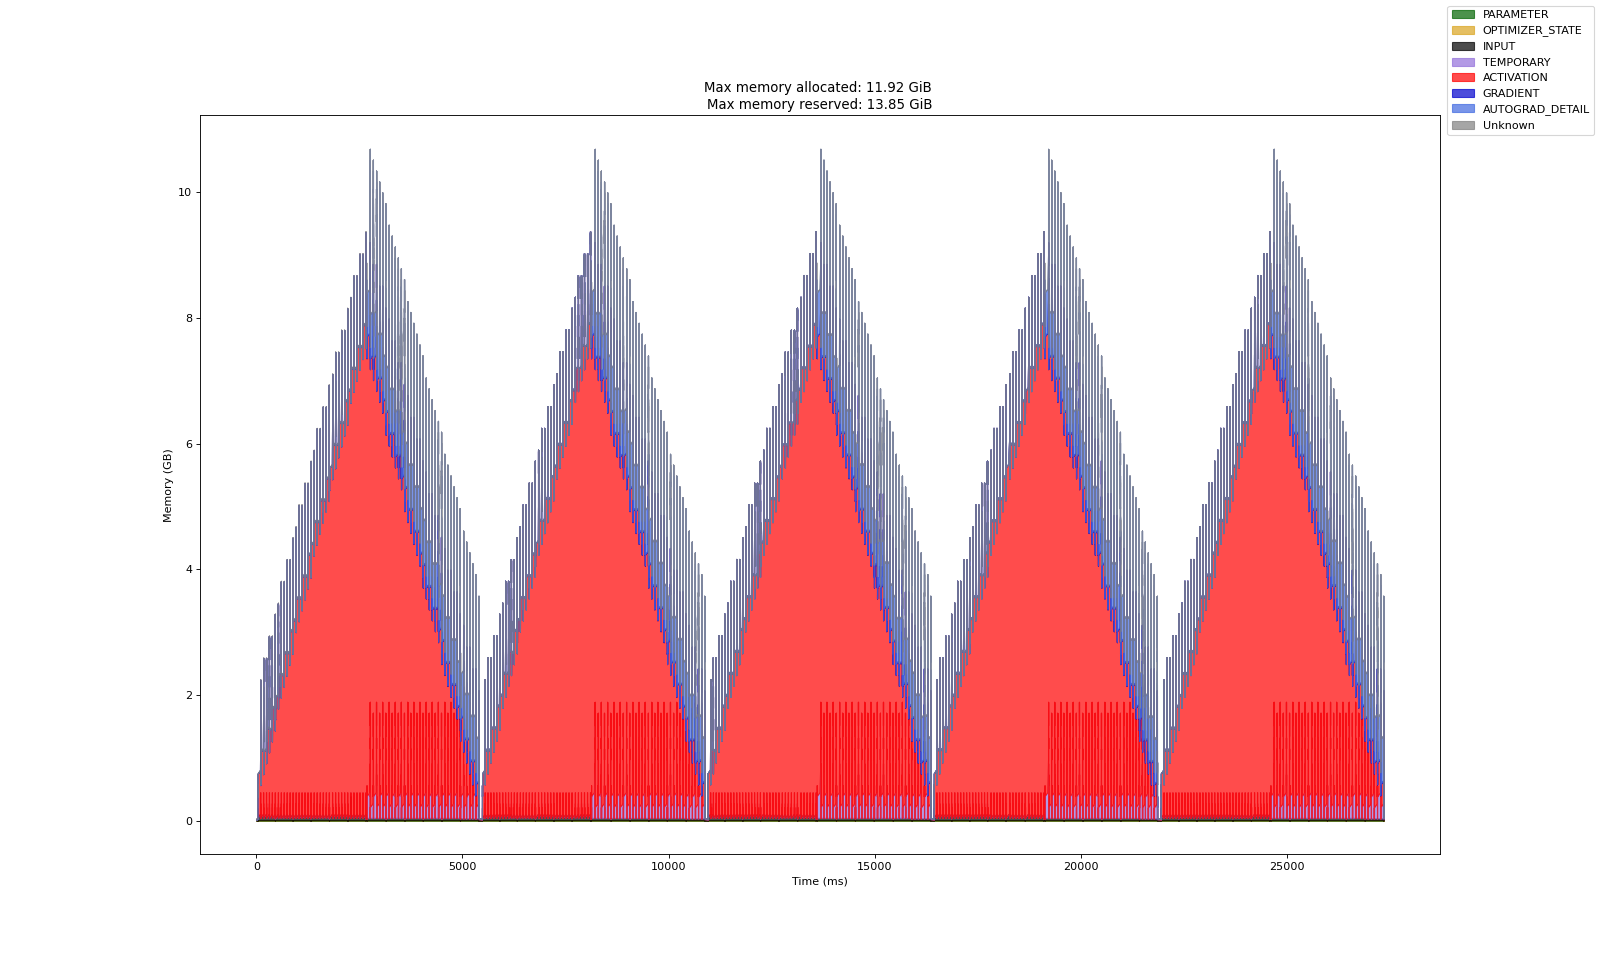 PARAMETER
OPTIMIZER_STATE
INPUT
TEMPORARY
ACTIVATION
GRADIENT
AUTOGRAD_DETAIL
Unknown
Max memory allocated: 11.92 GiB
Max memory reserved: 13.85 GiB
Memory (GB)
10
8
6
4
2
0
0 5000 10000 15000 20000 25000
Time (ms)